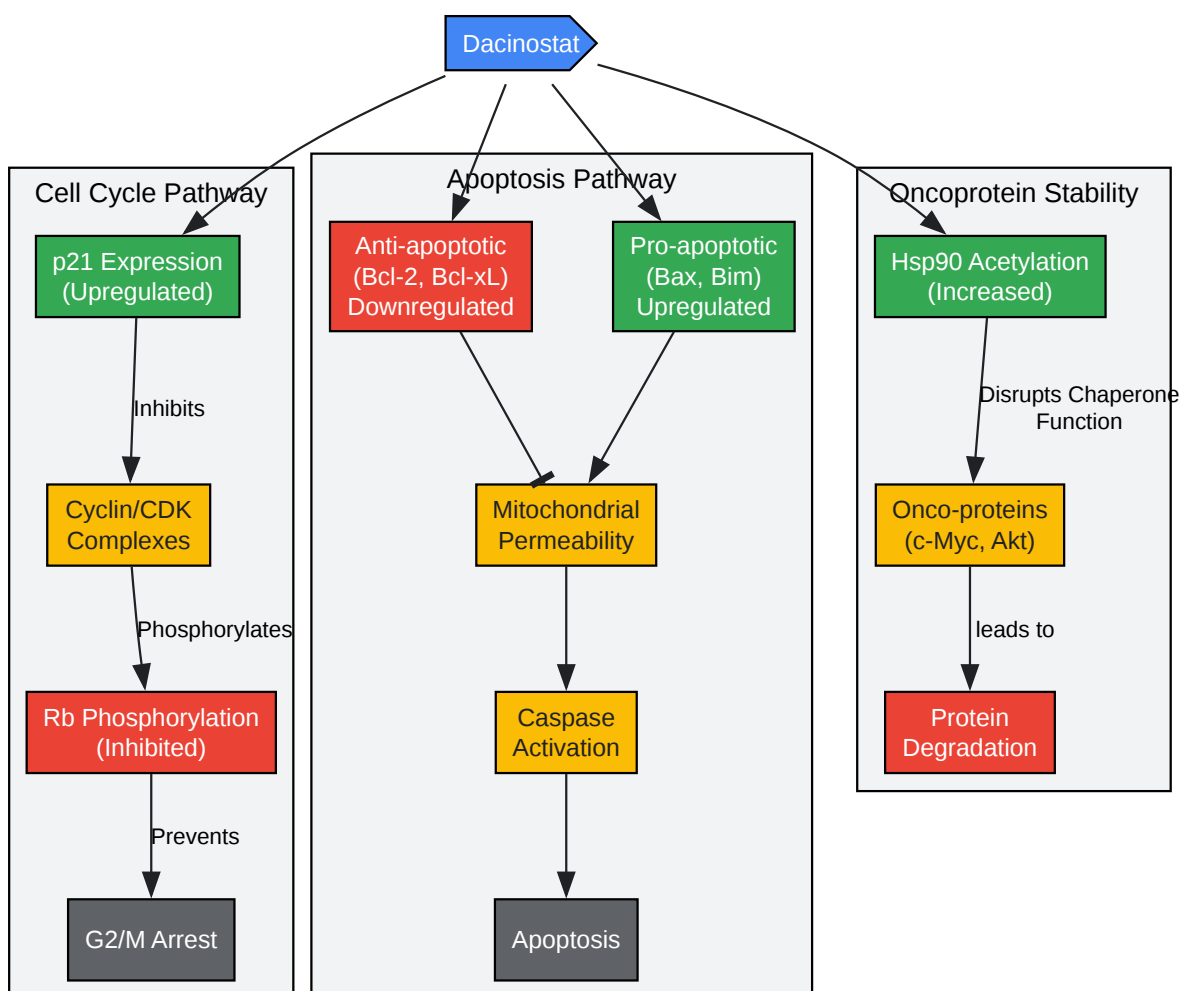 Dacinostat
Cell Cycle Pathway
p21 Expression
(Upregulated)
Inhibits
Cyclin/CDK
Complexes
Phosphorylates
Rb Phosphorylation
(Inhibited)
Prevents
G2/M Arrest
Apoptosis Pathway
Anti-apoptotic
(Bcl-2, Bcl-xL)
Downregulated
Pro-apoptotic
(Bax, Bim)
Upregulated
Mitochondrial
Permeability
Caspase
Activation
Apoptosis
Oncoprotein Stability
Hsp90 Acetylation
(Increased)
Disrupts Chaperone
Function
Onco-proteins
(c-Myc, Akt)
leads to
Protein
Degradation